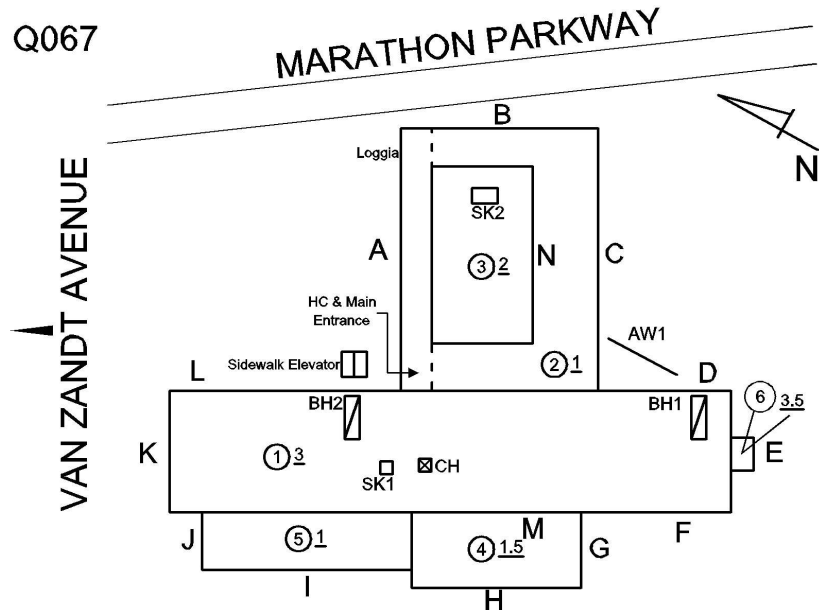 Q067
MARATHON PARKWAY
VAN ZANDT AVENUE
N
B
Loggia
SK2
A
3 2
N
C
HC & Main
Entrance
AW1
Sidewalk Elevator
2 1
L
D
BH2
BH1
6 3.5
K
1 3
E
SK1
CH
J
5 1
M
F
4 1.5
G
I
H